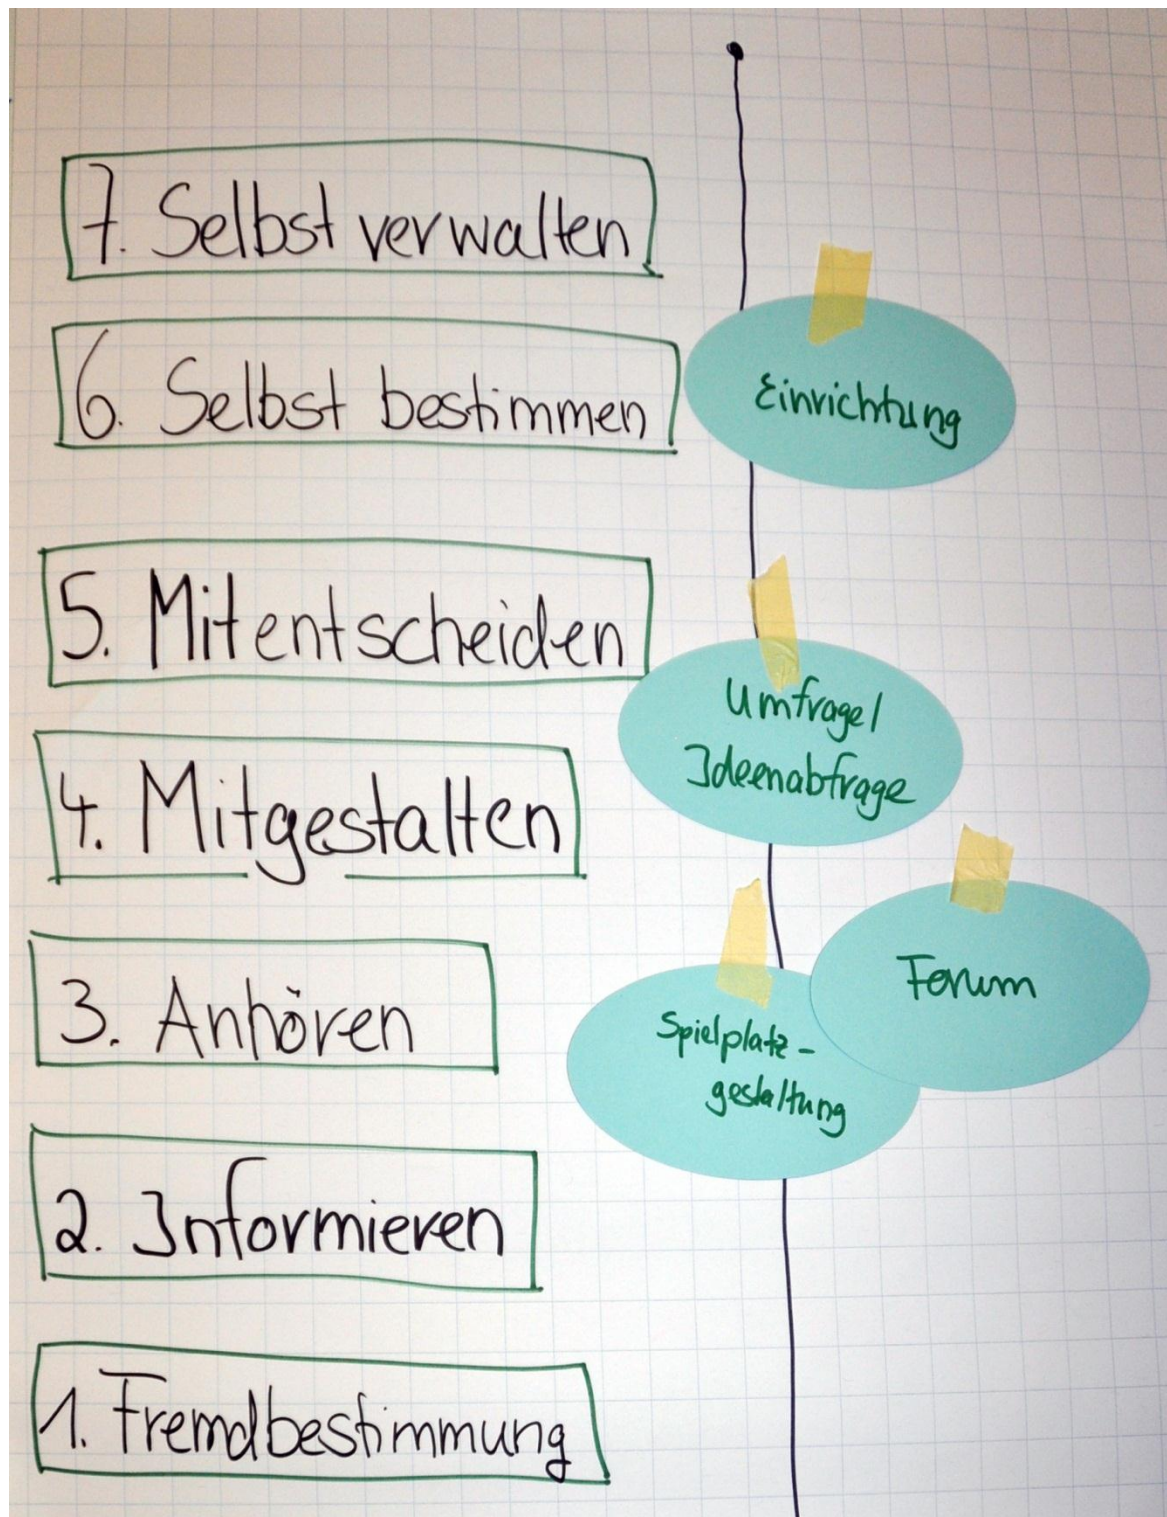 7. Selbst verwalten
6. Selbst bestimmen
Einrichtung
5. Mitentscheiden
Umfrage/
Ideenabfrage
4. Mitgestalten
Forum
3. Anhören
Spielplatz-
gestaltung
2. Informieren
1. Fremdbestimmung